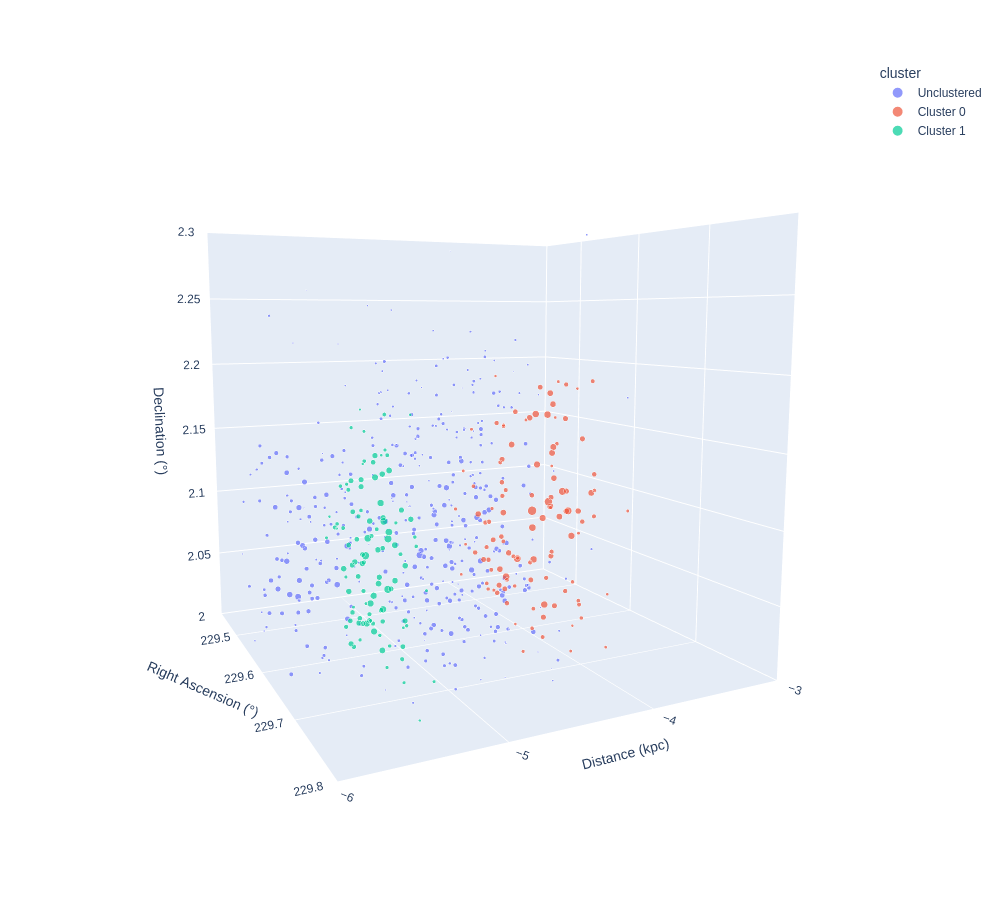 cluster
Unclustered
Cluster 0
Cluster 1
2.3
2.25
2.2
2.15
2.1
2.05
2
Declination (°)
229.5
229.6
229.7
229.8
Right Ascension (°)
−6
−5
−4
−3
Distance (kpc)